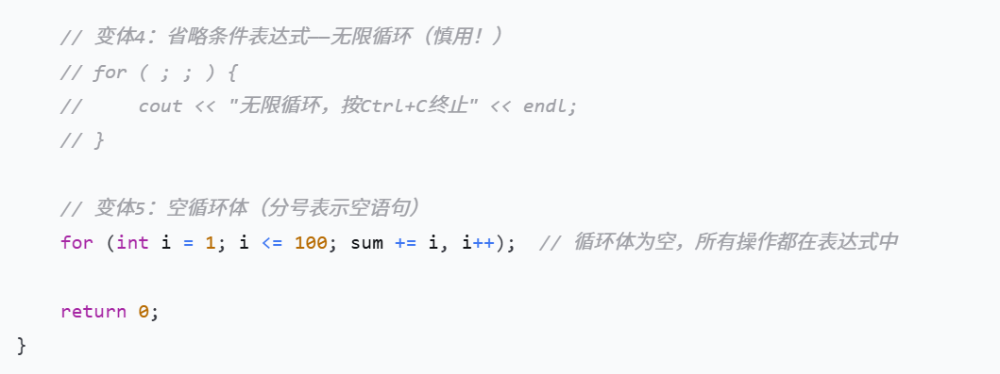 // 变体4：省略条件表达式——无限循环（慎用！）
// for ( ; ; ) {
//     cout << "无限循环，按Ctrl+C终止" << endl;
// }
// 变体5：空循环体（分号表示空语句）
for (int i = 1; i <= 100; sum += i, i++);  // 循环体为空，所有操作都在表达式中
return 0;
}